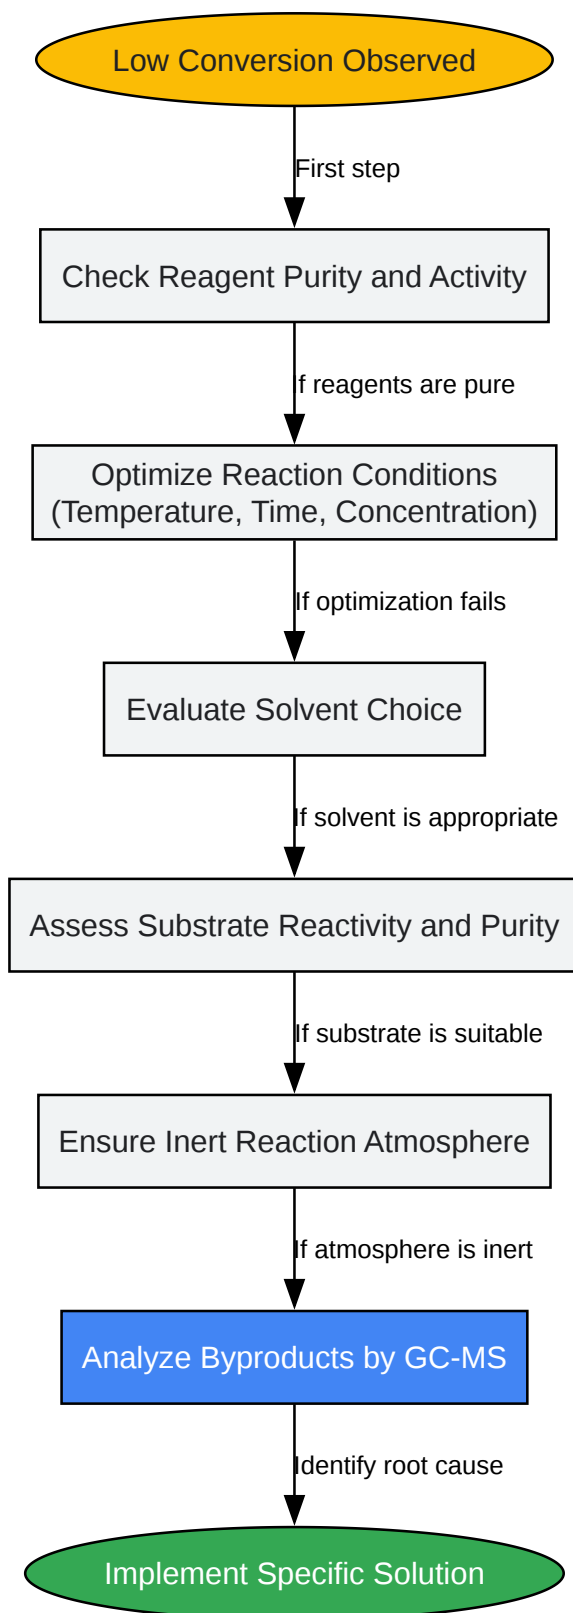 Low Conversion Observed
First step
Check Reagent Purity and Activity
If reagents are pure
Optimize Reaction Conditions
(Temperature, Time, Concentration)
If optimization fails
Evaluate Solvent Choice
If solvent is appropriate
Assess Substrate Reactivity and Purity
If substrate is suitable
Ensure Inert Reaction Atmosphere
If atmosphere is inert
Analyze Byproducts by GC-MS
Identify root cause
Implement Specific Solution